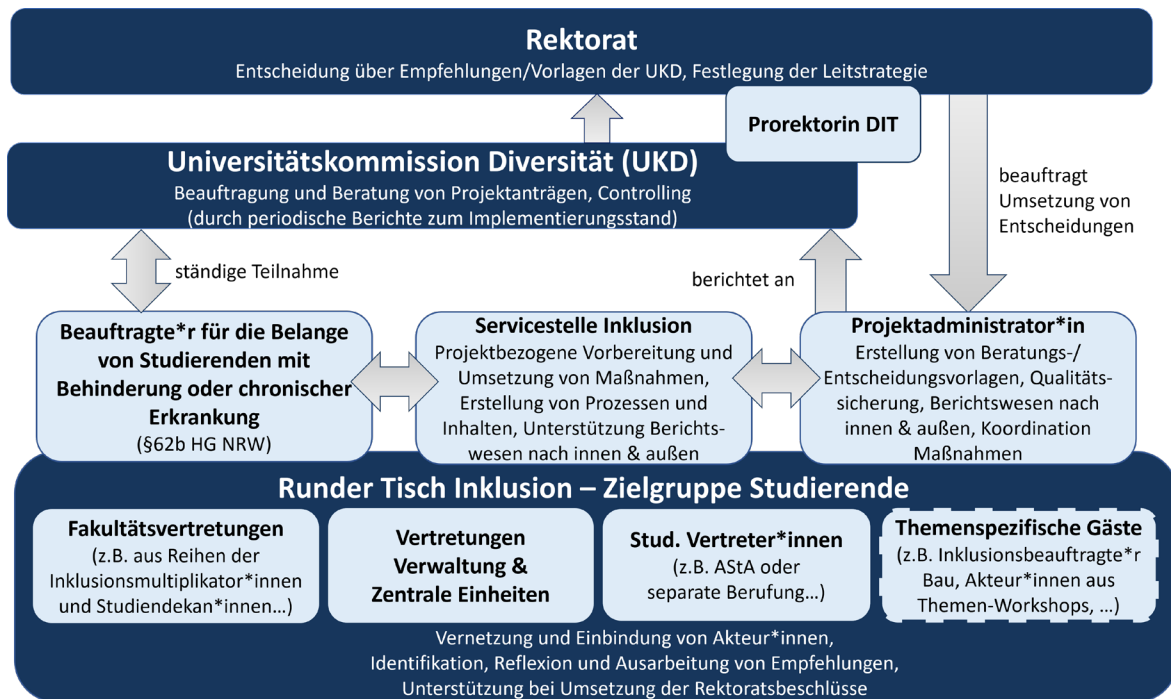 Rektorat
Entscheidung über Empfehlungen/Vorlagen der UKD, Festlegung der Leitstrategie
Prorektorin DIT
Universitätskommission Diversität (UKD)
Beauftragung und Beratung von Projektanträgen, Controlling
(durch periodische Berichte zum Implementierungsstand)
beauftragt
Umsetzung von
Entscheidungen
ständige Teilnahme
berichtet an
Beauftragte*r für die Belange
von Studierenden mit
Behinderung oder chronischer
Erkrankung
(§62b HG NRW)
Servicestelle Inklusion
Projektbezogene Vorbereitung und
Umsetzung von Maßnahmen,
Erstellung von Prozessen und
Inhalten, Unterstützung Berichts-
wesen nach innen & außen
Projektadministrator*in
Erstellung von Beratungs-/
Entscheidungsvorlagen, Qualitäts-
sicherung, Berichtswesen nach
innen & außen, Koordination
Maßnahmen
Runder Tisch Inklusion – Zielgruppe Studierende
Fakultätsvertretungen
(z.B. aus Reihen der
Inklusionsmultiplikator*innen
und Studiendekan*innen…)
Vertretungen
Verwaltung &
Zentrale Einheiten
Stud. Vertreter*innen
(z.B. AStA oder
separate Berufung…)
Themenspezifische Gäste
(z.B. Inklusionsbeauftragte*r
Bau, Akteur*innen aus
Themen-Workshops, …)
Vernetzung und Einbindung von Akteur*innen,
Identifikation, Reflexion und Ausarbeitung von Empfehlungen,
Unterstützung bei Umsetzung der Rektoratsbeschlüsse